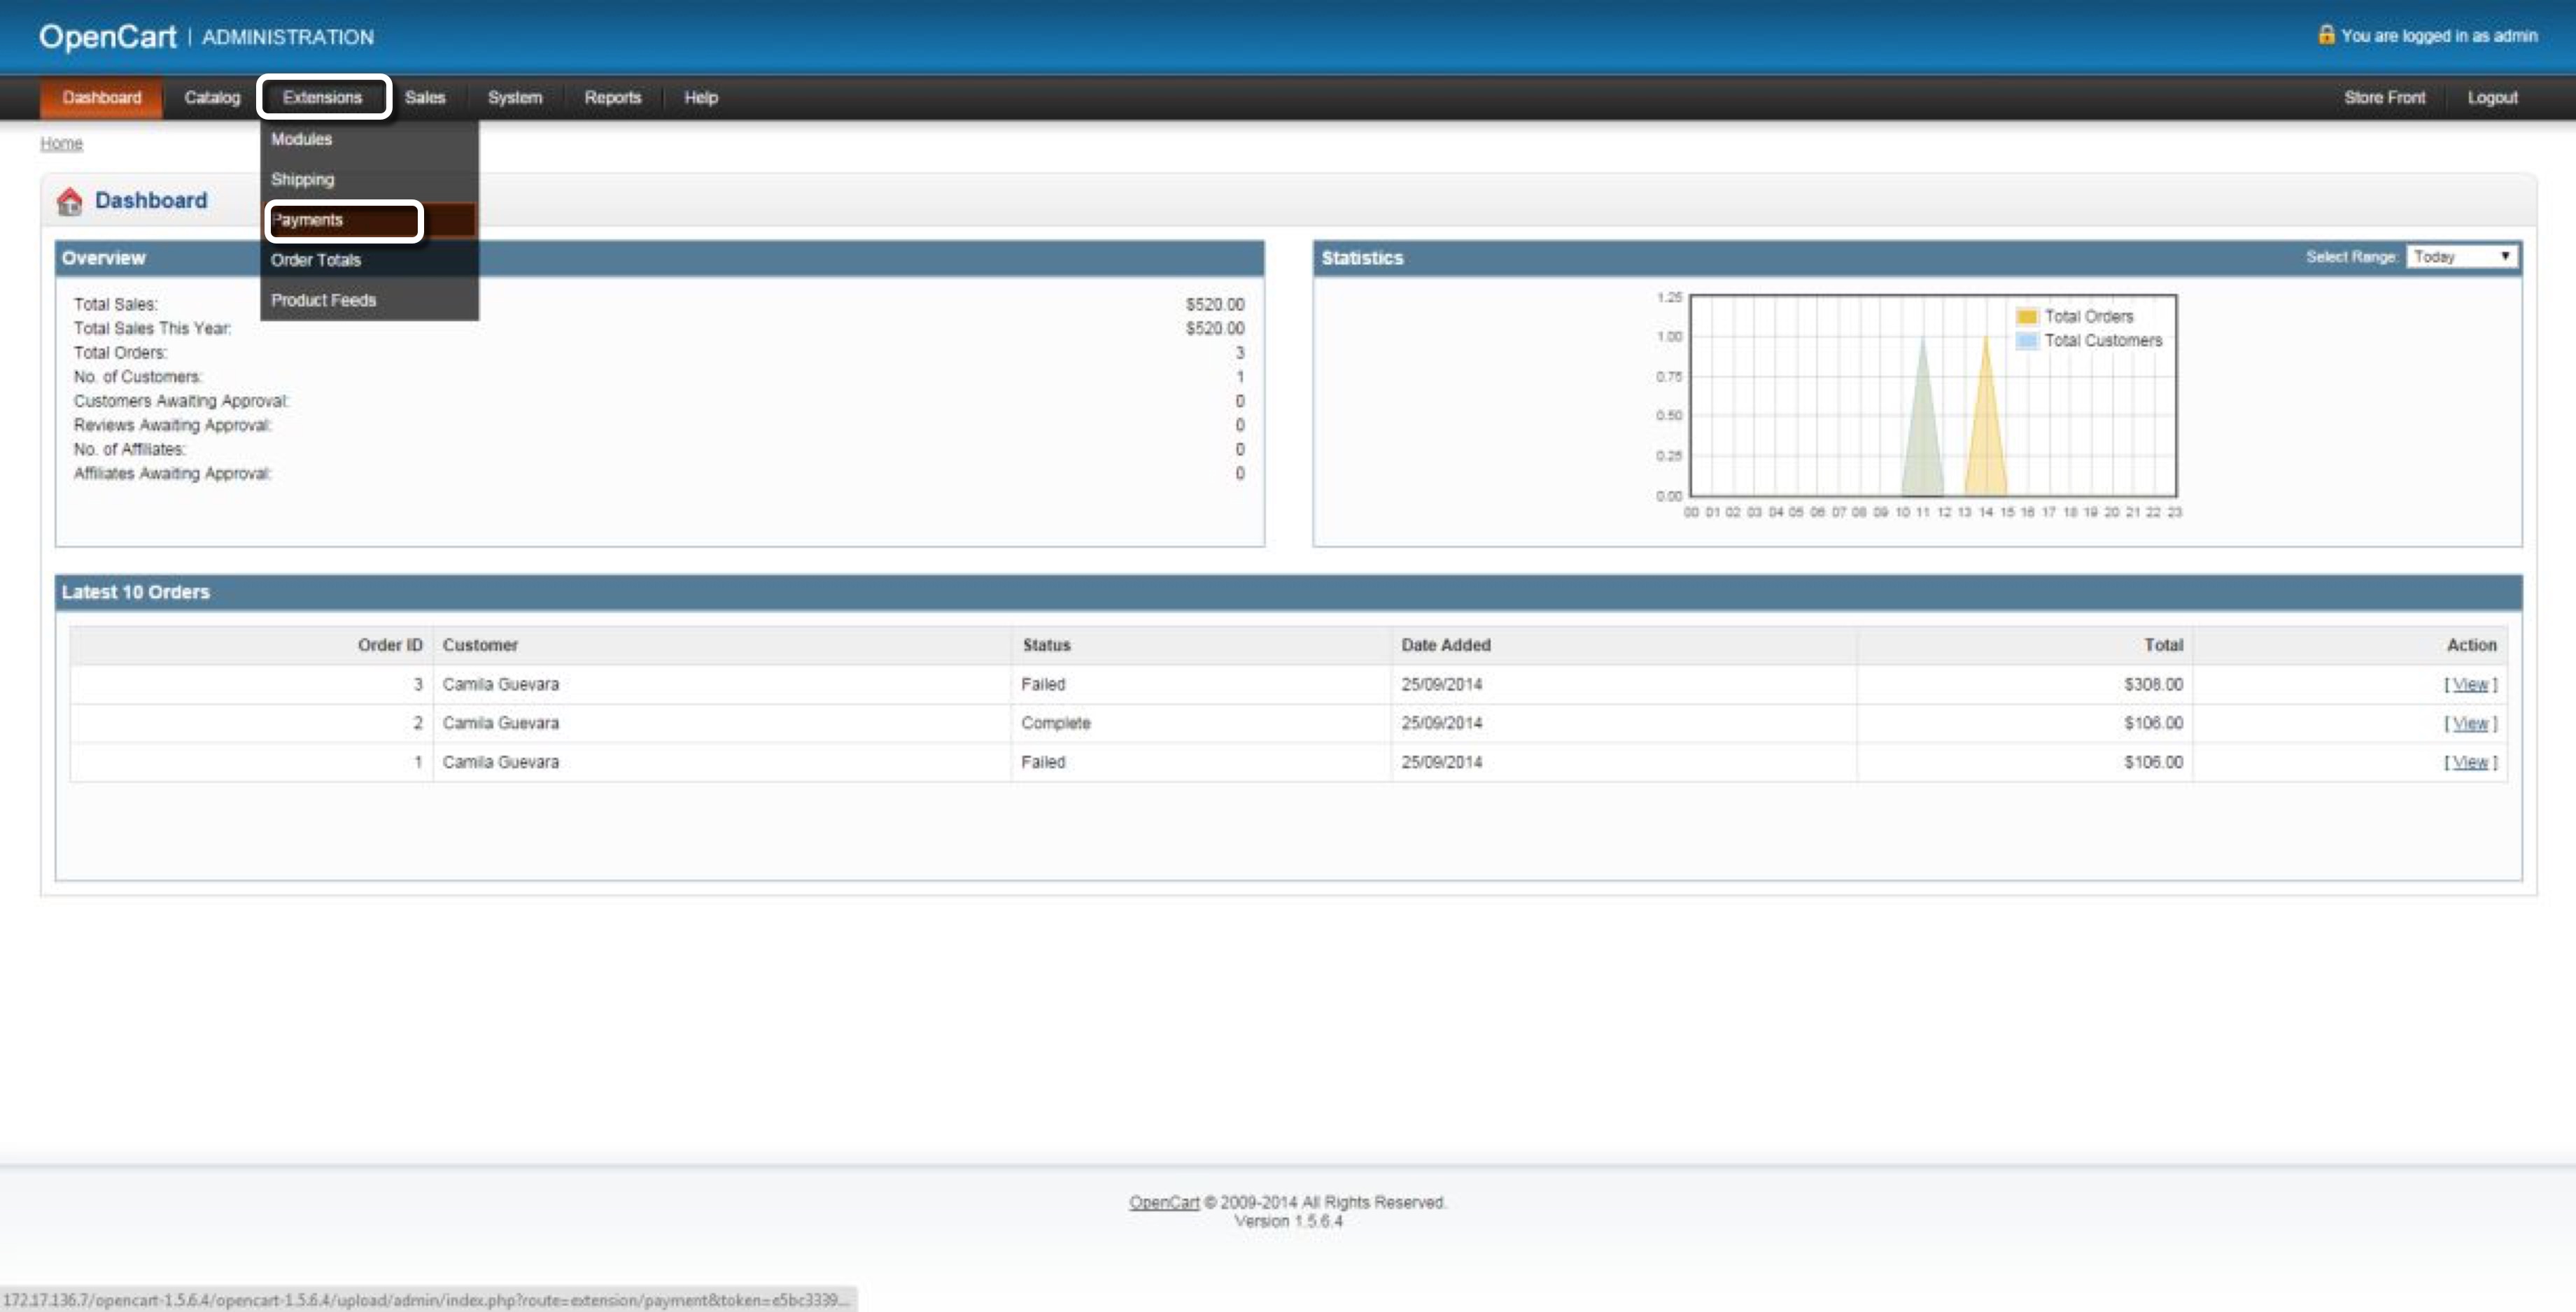 OpenCart | ADMINISTRATION
You are logged in as admin
Dashboard Catalog Extensions Sales System Reports Help Store Front Logout
Home
Modules
Shipping
Payments
Order Totals
Product Feeds
Dashboard
Overview
Total Sales: $520.00
Total Sales This Year: $520.00
Total Orders: 3
No. of Customers: 1
Customers Awaiting Approval: 0
Reviews Awaiting Approval: 0
No. of Affiliates: 0
Affiliates Awaiting Approval: 0
Statistics Select Range: Today
1.25
1.00
0.75
0.50
0.25
0.00
Total Orders
Total Customers
00 01 02 03 04 05 06 07 08 09 10 11 12 13 14 15 16 17 18 19 20 21 22 23
Latest 10 Orders
Order ID Customer Status Date Added Total Action
3 Camila Guevara Failed 25/09/2014 $308.00 [ View ]
2 Camila Guevara Complete 25/09/2014 $106.00 [ View ]
1 Camila Guevara Failed 25/09/2014 $106.00 [ View ]
OpenCart © 2009-2014 All Rights Reserved.
Version 1.5.6.4
172.17.136.7/opencart-1.5.6.4/opencart-1.5.6.4/upload/admin/index.php?route=extension/payment&token=e5bc3339...